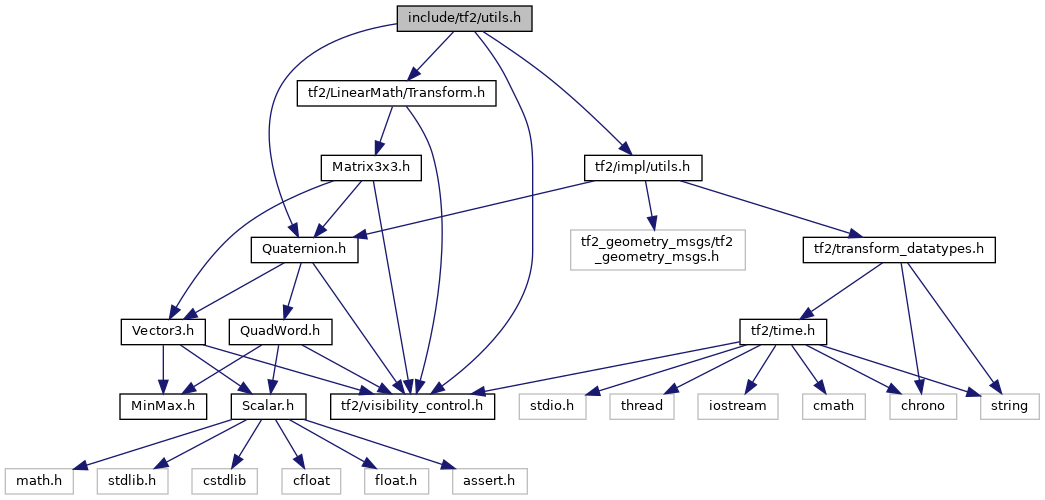 include/tf2/utils.h
tf2/LinearMath/Transform.h
Matrix3x3.h
tf2/impl/utils.h
Quaternion.h
tf2_geometry_msgs/tf2
_geometry_msgs.h
tf2/transform_datatypes.h
Vector3.h
QuadWord.h
tf2/time.h
MinMax.h
Scalar.h
tf2/visibility_control.h
stdio.h
thread
iostream
cmath
chrono
string
math.h
stdlib.h
cstdlib
cfloat
float.h
assert.h